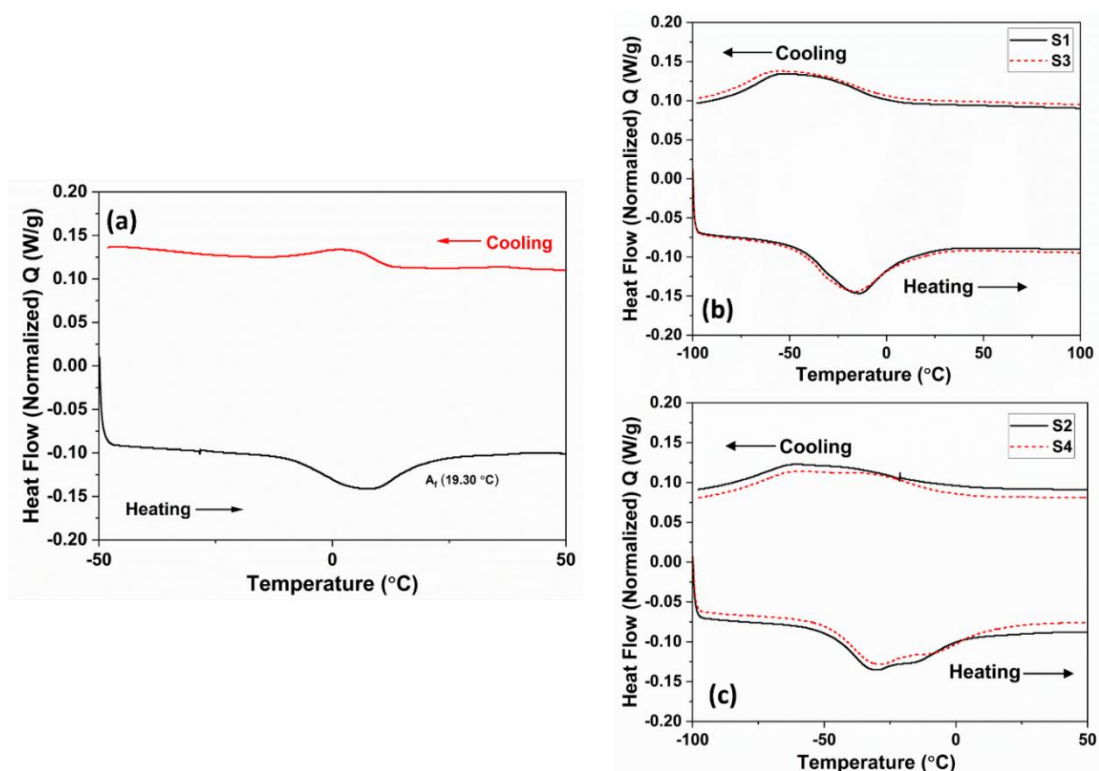 (a)
Cooling
A_f (19.30 °C)
Heating
Heat Flow (Normalized) Q (W/g)
0.20
0.15
0.10
0.05
0.00
-0.05
-0.10
-0.15
-0.20
-50
0
50
Temperature (°C)
S1
S3
Cooling
Heating
(b)
Heat Flow (Normalized) Q (W/g)
0.20
0.15
0.10
0.05
0.00
-0.05
-0.10
-0.15
-0.20
-100
-50
0
50
100
Temperature (°C)
S2
S4
Cooling
Heating
(c)
Heat Flow (Normalized) Q (W/g)
0.20
0.15
0.10
0.05
0.00
-0.05
-0.10
-0.15
-0.20
-100
-50
0
50
Temperature (°C)